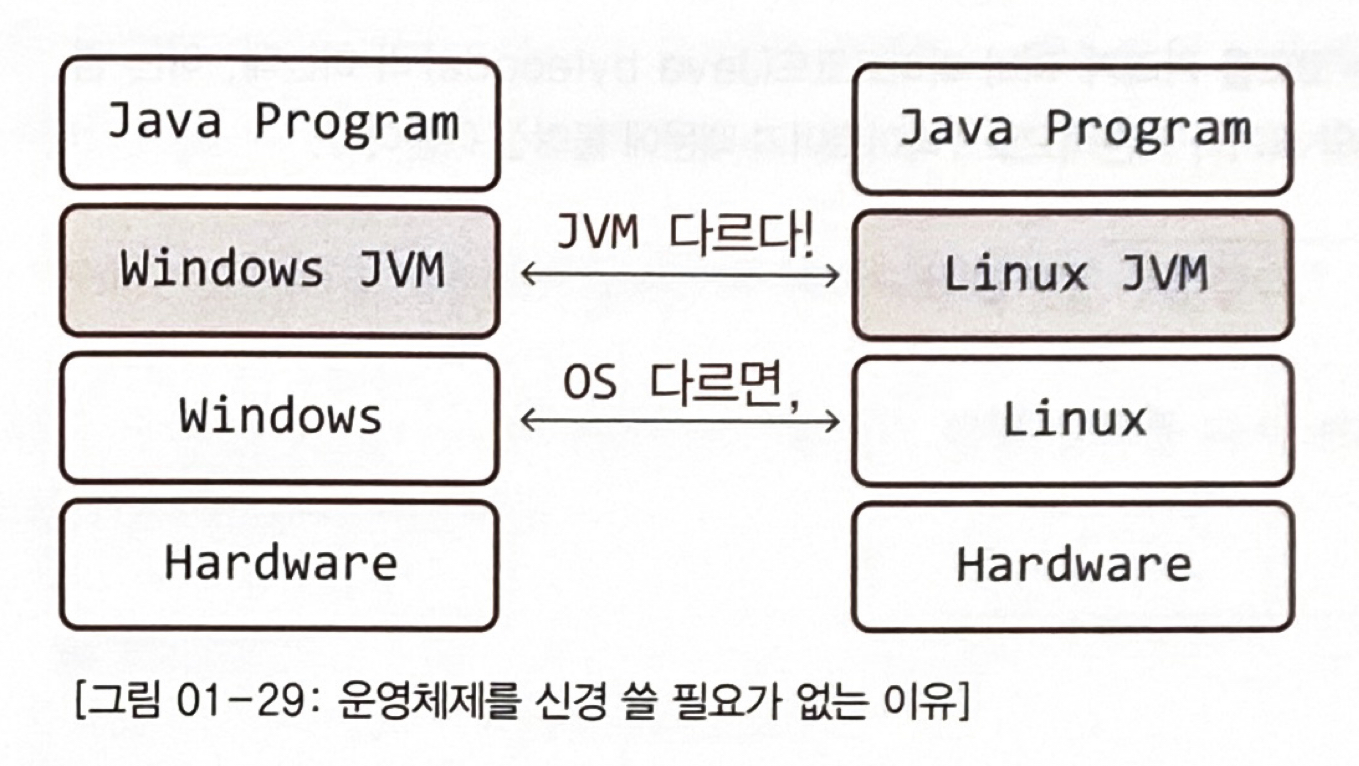 Java Program
Java Program
JVM 다르다!
Windows JVM
Linux JVM
OS 다르면,
Windows
Linux
Hardware
Hardware
[그림 01-29: 운영체제를 신경 쓸 필요가 없는 이유]